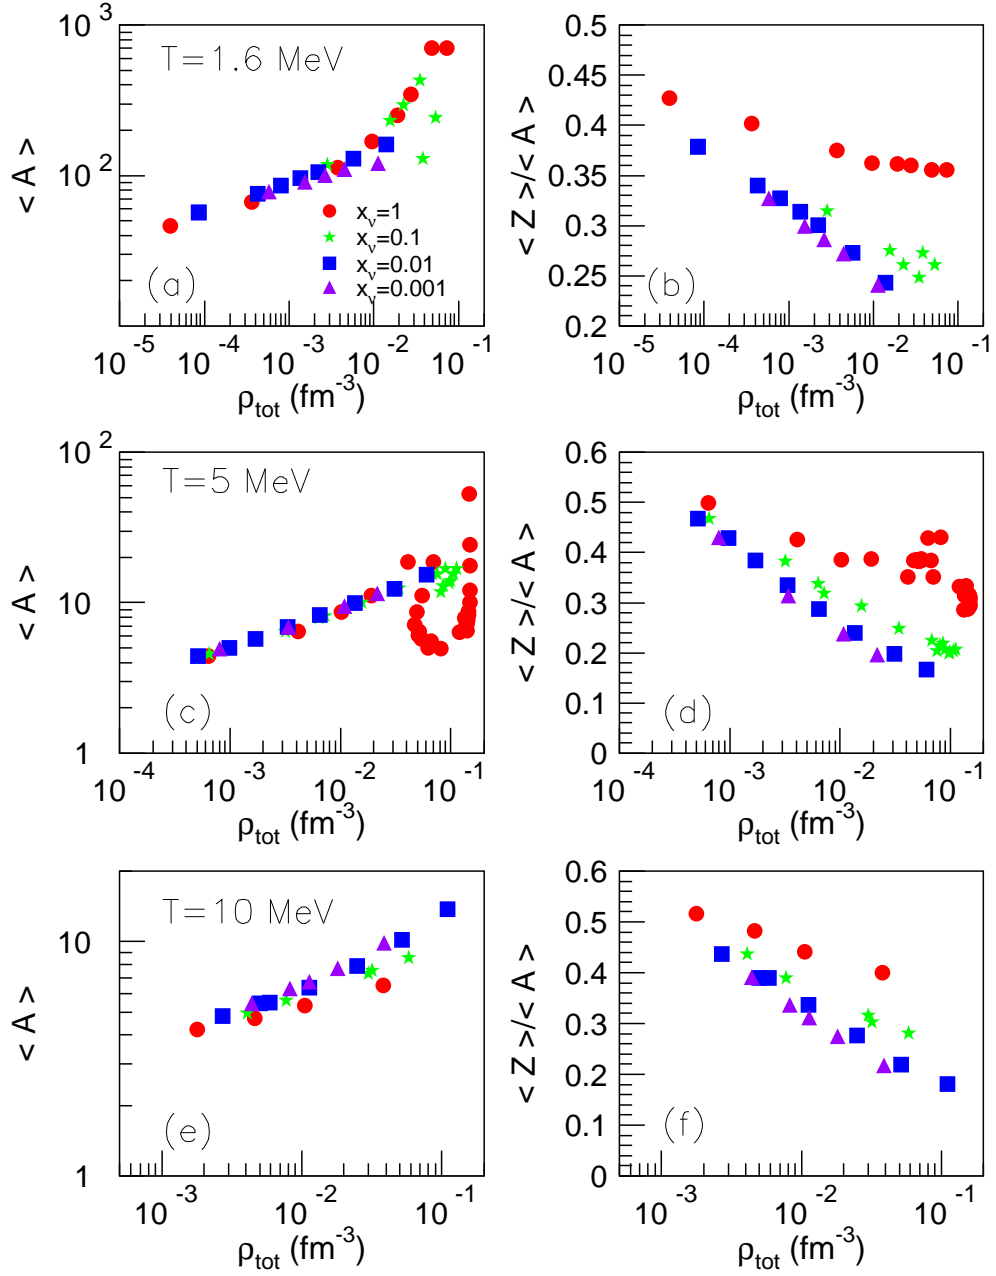 10^3
10^2
< A >
T=1.6 MeV
x_ν=1
x_ν=0.1
x_ν=0.01
x_ν=0.001
(a)
10^-5 10^-4 10^-3 10^-2 10^-1
ρ_tot (fm^-3)
0.5
0.45
0.4
0.35
0.3
0.25
0.2
< Z >/< A >
(b)
10^-5 10^-4 10^-3 10^-2 10^-1
ρ_tot (fm^-3)
10^2
10
1
< A >
T=5 MeV
(c)
10^-4 10^-3 10^-2 10^-1
ρ_tot (fm^-3)
0.6
0.5
0.4
0.3
0.2
0.1
0
< Z >/< A >
(d)
10^-4 10^-3 10^-2 10^-1
ρ_tot (fm^-3)
10
1
< A >
T=10 MeV
(e)
10^-3 10^-2 10^-1
ρ_tot (fm^-3)
0.6
0.5
0.4
0.3
0.2
0.1
0
< Z >/< A >
(f)
10^-3 10^-2 10^-1
ρ_tot (fm^-3)